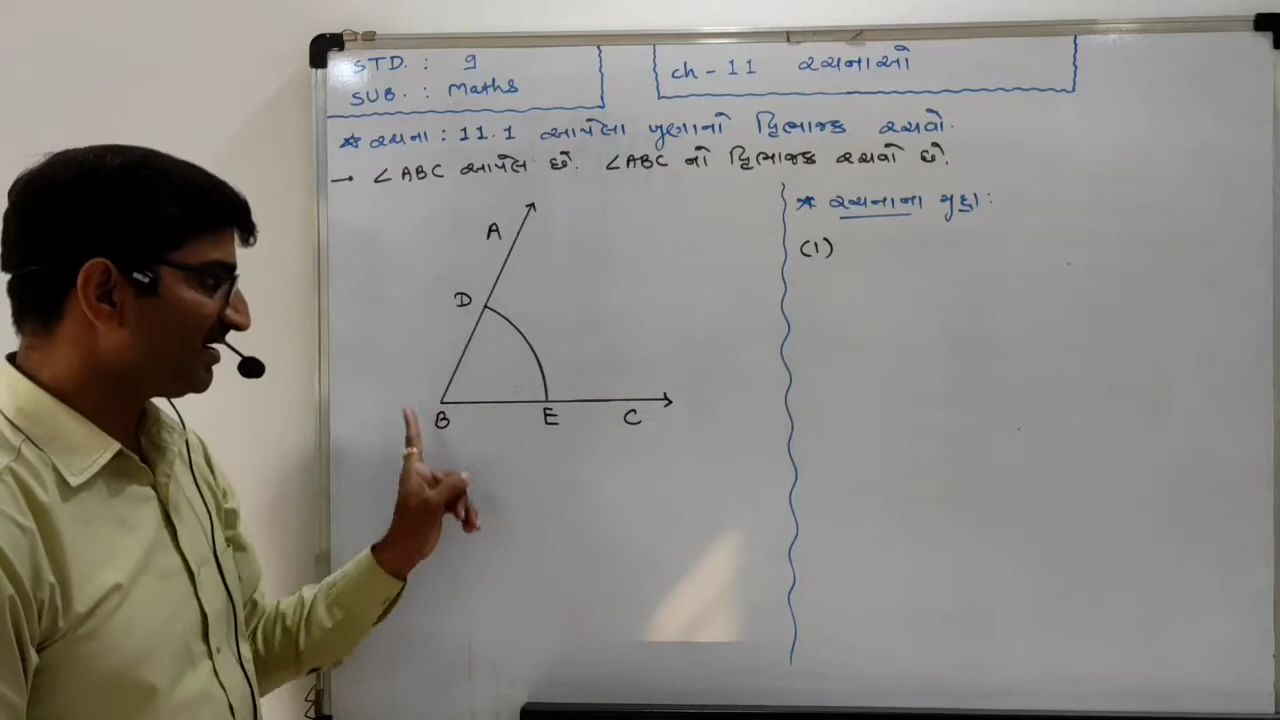 STD. : 9
SUB. : Maths
ch - 11 રચનાઓ
* રચના : 11.1 આપેલા ખૂણાનો દ્વિભાજક રચવો.
→ ∠ABC આપેલ છે. ∠ABC નો દ્વિભાજક રચવો છે.
* રચનાના મુદ્દા :
(1)
A
D
B
E
C